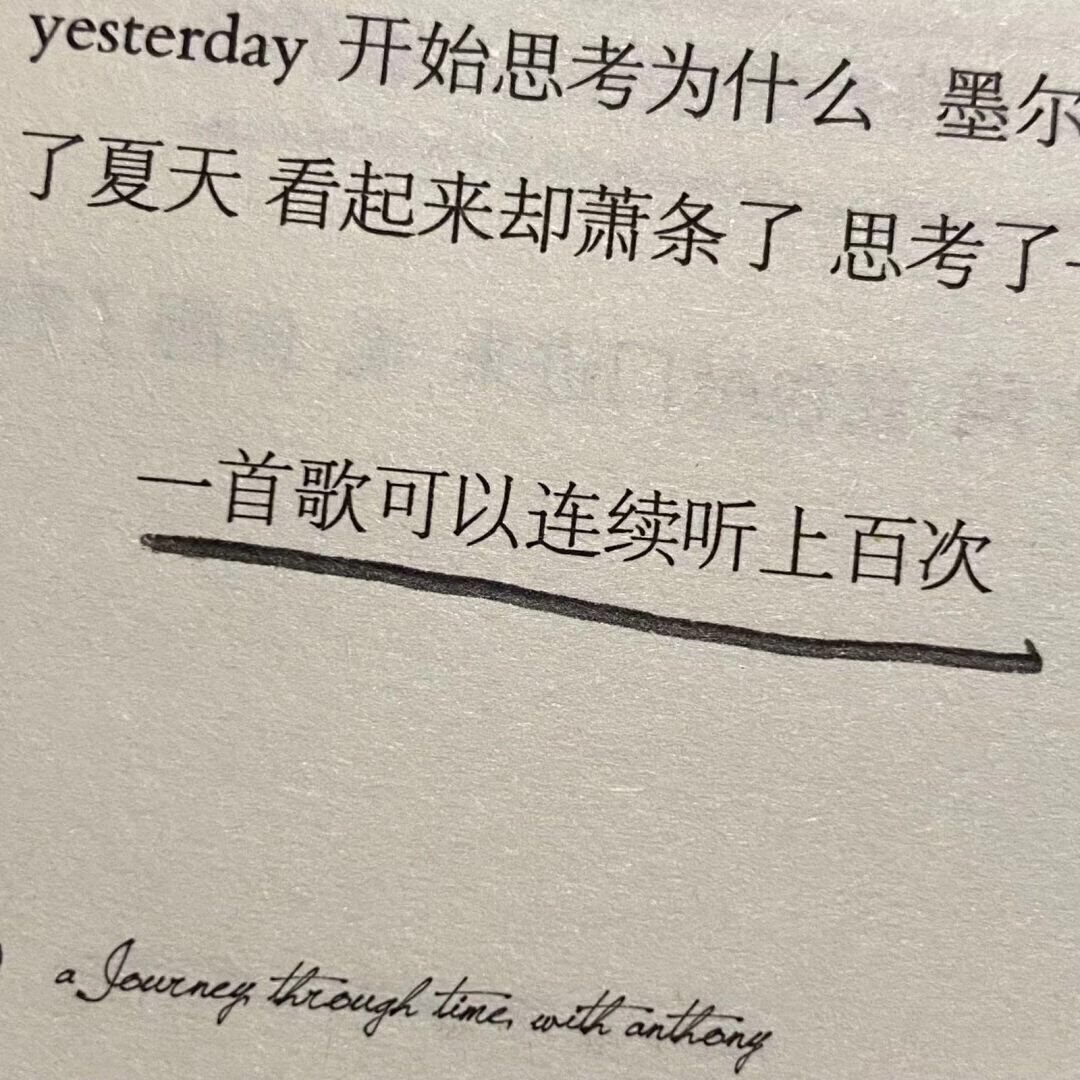 yesterday 开始思考为什么 墨尔
了夏天 看起来却萧条了 思考了
一首歌可以连续听上百次
a Journey, through time, with anthony